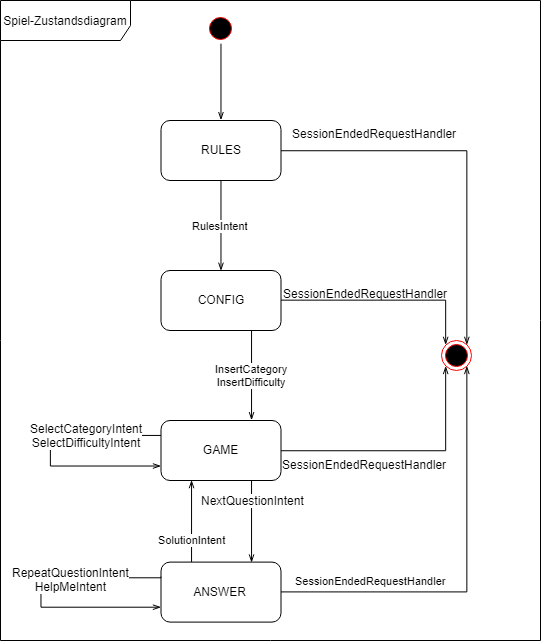 Spiel-Zustandsdiagram
SessionEndedRequestHandler
RULES
RulesIntent
SessionEndedRequestHandler
CONFIG
InsertCategory
InsertDifficulty
SelectCategoryIntent
SelectDifficultyIntent
GAME
SessionEndedRequestHandler
NextQuestionIntent
SolutionIntent
RepeatQuestionIntent
HelpMeIntent
SessionEndedRequestHandler
ANSWER